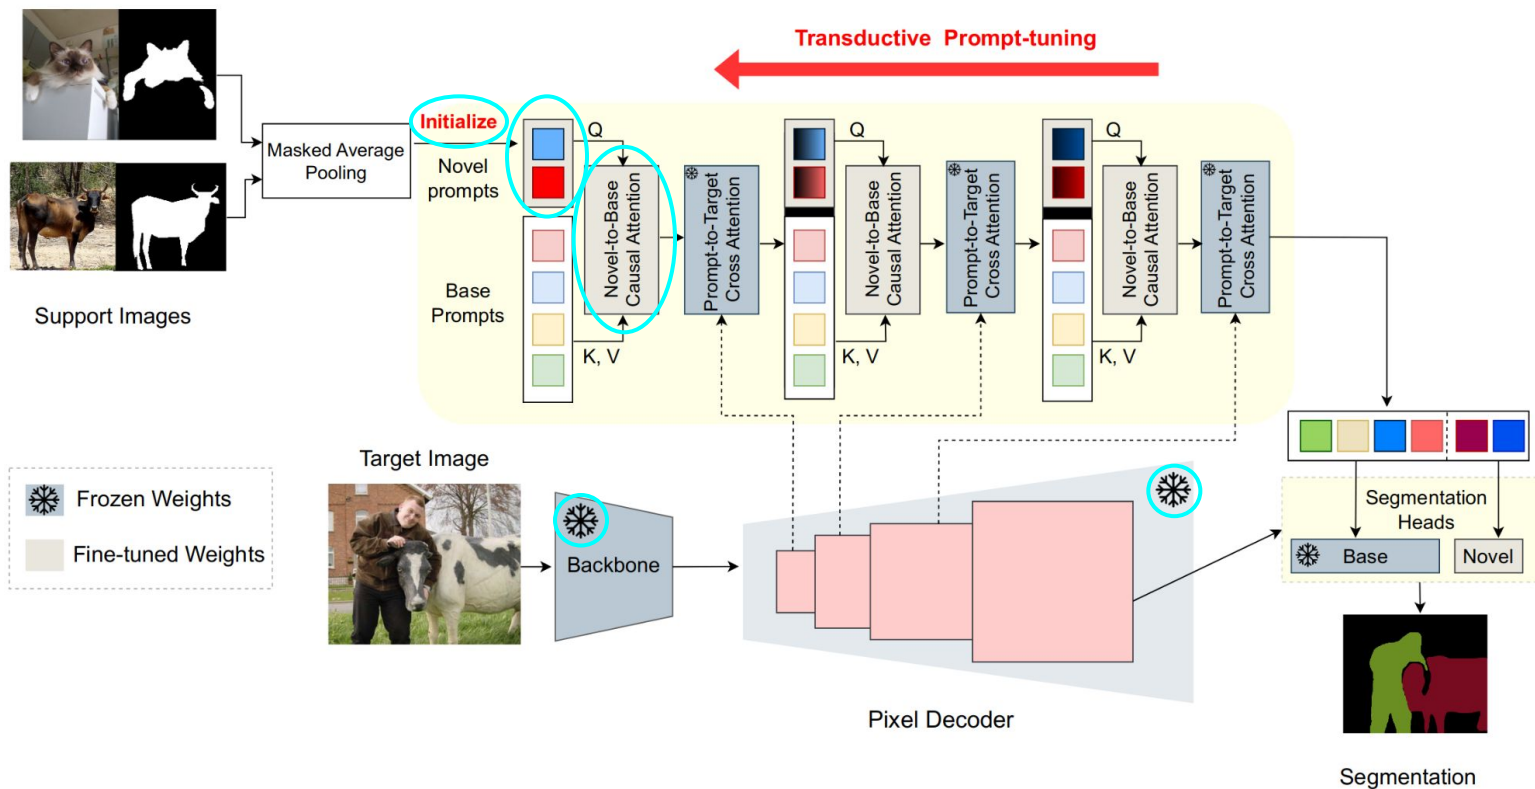 Transductive Prompt-tuning
Initialize
Masked Average
Pooling
Novel
prompts
Q
Q
Q
Novel-to-Base
Causal Attention
Prompt-to-Target
Cross Attention
Novel-to-Base
Causal Attention
Prompt-to-Target
Cross Attention
Novel-to-Base
Causal Attention
Prompt-to-Target
Cross Attention
Base
Prompts
K, V
K, V
K, V
Support Images
Target Image
Frozen Weights
Fine-tuned Weights
Backbone
Pixel Decoder
Segmentation
Heads
Base
Novel
Segmentation